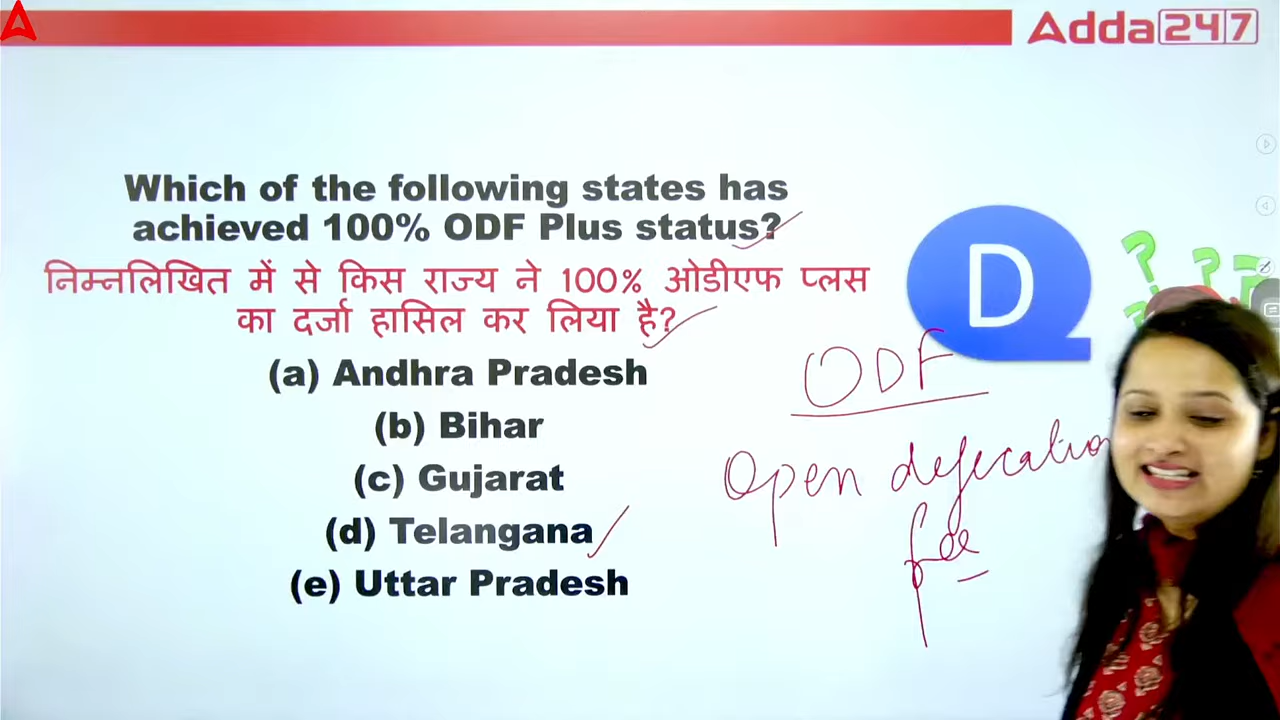 Adda247
Which of the following states has
achieved 100% ODF Plus status?
निम्नलिखित में से किस राज्य ने 100% ओडीएफ प्लस
का दर्जा हासिल कर लिया है?
(a) Andhra Pradesh
(b) Bihar
(c) Gujarat
(d) Telangana
(e) Uttar Pradesh
D
ODF
Open defecation
free